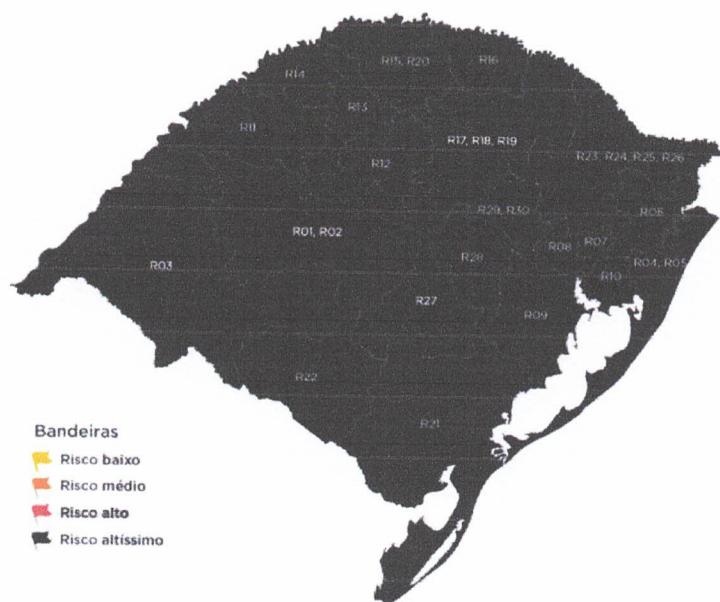 R15, R20
R16
R14
R13
R11
R17, R18, R19
R12
R23, R24, R25, R26
R29, R30
R06
R01, R02
R08
R07
R28
R04, R05
R03
R10
R27
R09
R22
R21
Bandeiras
Risco baixo
Risco médio
Risco alto
Risco altíssimo